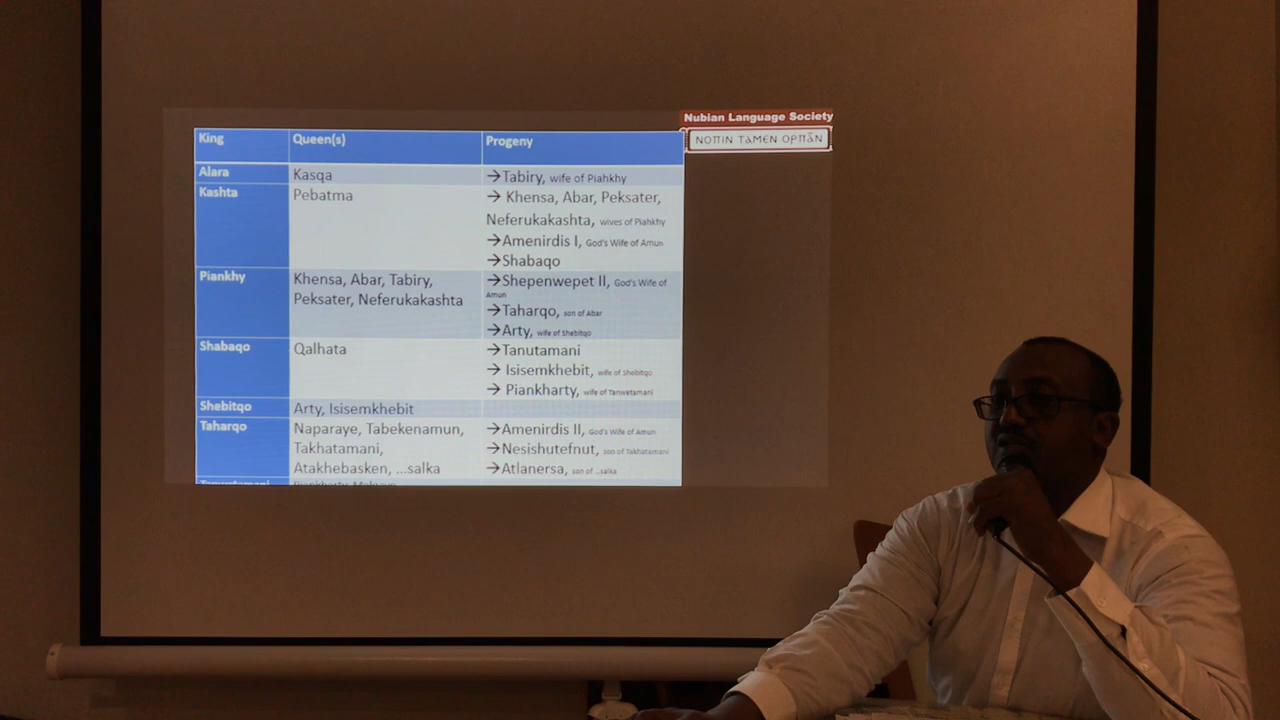 Nubian Language Society
ⲚⲞⲠⲠⲒⲚ ⲦⲀⲘⲈⲚ ⲞⲢⲠⲠⲀ̄Ⲛ
King Queen(s) Progeny
Alara Kasqa →Tabiry, wife of Piahkhy
Kashta Pebatma → Khensa, Abar, Peksater,
Neferukakashta, wives of Piahkhy
→Amenirdis I, God's Wife of Amun
→Shabaqo
Piankhy Khensa, Abar, Tabiry, →Shepenwepet II, God's Wife of
Amun
Peksater, Neferukakashta
→Taharqo, son of Abar
→Arty, wife of Shebitqo
Shabaqo Qalhata →Tanutamani
→ Isisemkhebit, wife of Shebitqo
→ Piankharty, wife of Tanwetamani
Shebitqo Arty, Isisemkhebit
Taharqo Naparaye, Tabekenamun, →Amenirdis II, God's Wife of Amun
Takhatamani, →Nesishutefnut, son of Takhatamani
Atakhebasken, ...salka →Atlanersa, son of ...salka